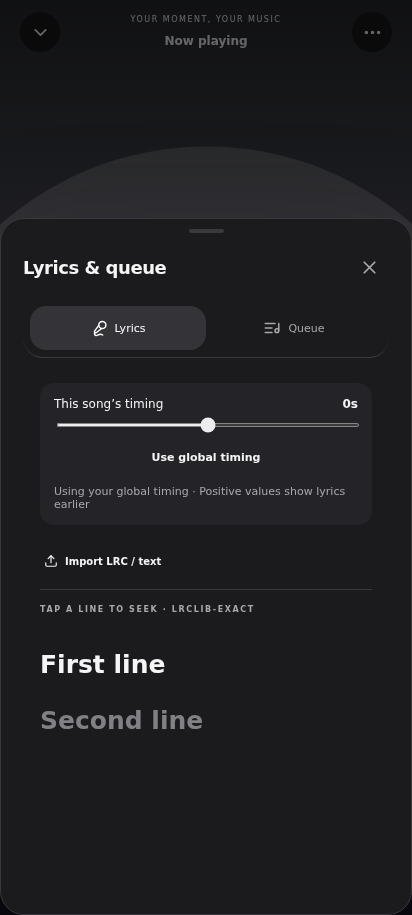 YOUR MOMENT, YOUR MUSIC
Now playing
Lyrics & queue
Lyrics
Queue
This song’s timing
0s
Use global timing
Using your global timing · Positive values show lyrics
earlier
Import LRC / text
TAP A LINE TO SEEK · LRCLIB-EXACT
First line
Second line